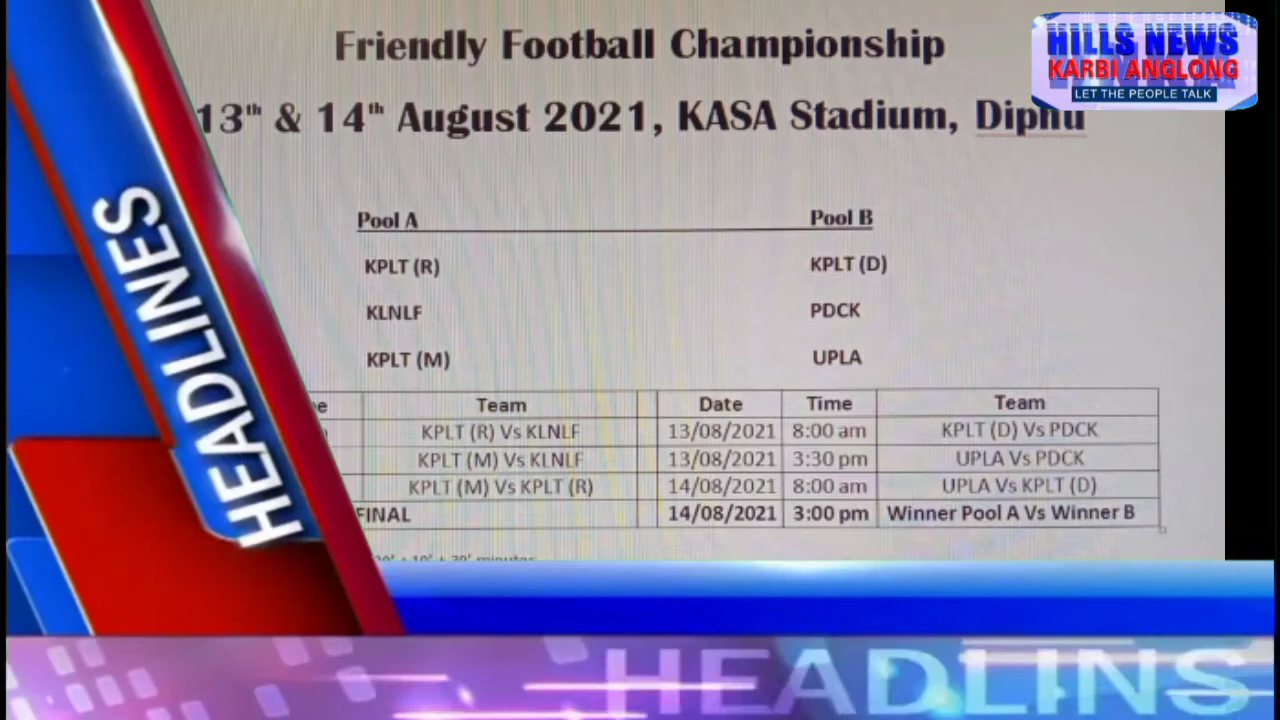 Friendly Football Championship
13th & 14th August 2021, KASA Stadium, Diphu
HILLS NEWS
KARBI ANGLONG
LET THE PEOPLE TALK
HEADLINES
Pool A Pool B
KPLT (R) KPLT (D)
KLNLF PDCK
KPLT (M) UPLA
Team Date Time Team
KPLT (R) Vs KLNLF 13/08/2021 8:00 am KPLT (D) Vs PDCK
KPLT (M) Vs KLNLF 13/08/2021 3:30 pm UPLA Vs PDCK
KPLT (M) Vs KPLT (R) 14/08/2021 8:00 am UPLA Vs KPLT (D)
FINAL 14/08/2021 3:00 pm Winner Pool A Vs Winner B
HEADLINS